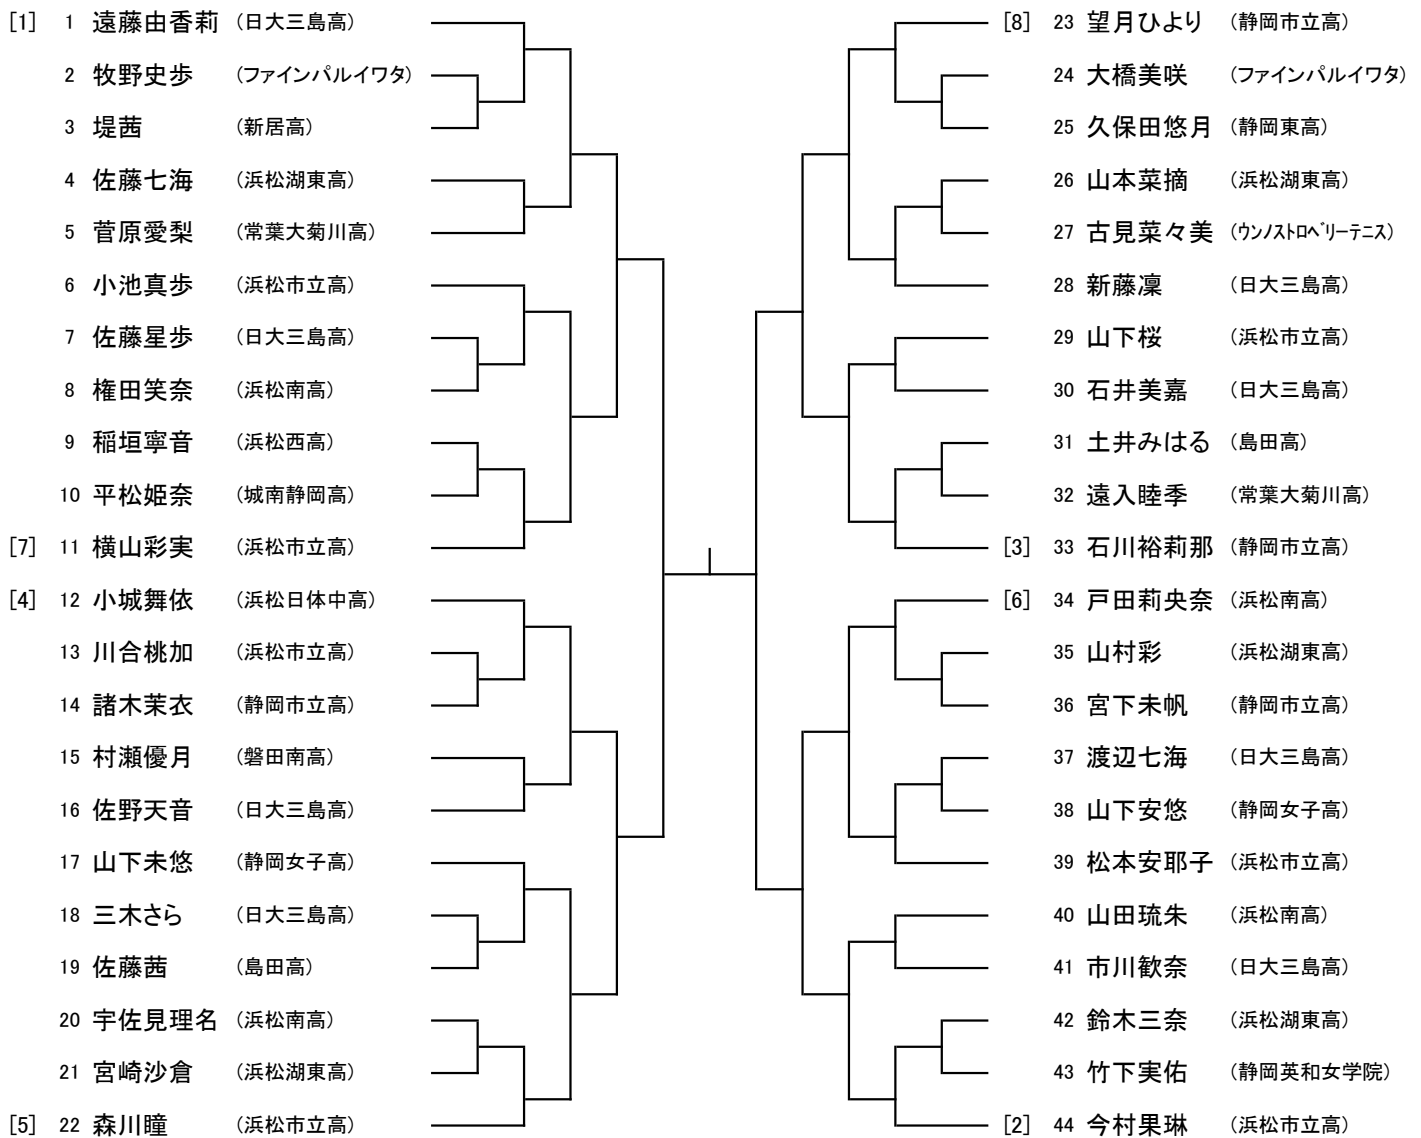 [1] 1 遠藤由香莉 (日大三島高)
2 牧野史歩 (ファインパルイワタ)
3 堤茜 (新居高)
4 佐藤七海 (浜松湖東高)
5 菅原愛梨 (常葉大菊川高)
6 小池真歩 (浜松市立高)
7 佐藤星歩 (日大三島高)
8 権田笑奈 (浜松南高)
9 稲垣寧音 (浜松西高)
10 平松姫奈 (城南静岡高)
[7] 11 横山彩実 (浜松市立高)
[4] 12 小城舞依 (浜松日体中高)
13 川合桃加 (浜松市立高)
14 諸木茉衣 (静岡市立高)
15 村瀬優月 (磐田南高)
16 佐野天音 (日大三島高)
17 山下未悠 (静岡女子高)
18 三木さら (日大三島高)
19 佐藤茜 (島田高)
20 宇佐見理名 (浜松南高)
21 宮崎沙倉 (浜松湖東高)
[5] 22 森川瞳 (浜松市立高)
[8] 23 望月ひより (静岡市立高)
24 大橋美咲 (ファインパルイワタ)
25 久保田悠月 (静岡東高)
26 山本菜摘 (浜松湖東高)
27 古見菜々美 (ウンノストロベリーテニス)
28 新藤凜 (日大三島高)
29 山下桜 (浜松市立高)
30 石井美嘉 (日大三島高)
31 土井みはる (島田高)
32 遠入睦季 (常葉大菊川高)
[3] 33 石川裕莉那 (静岡市立高)
[6] 34 戸田莉央奈 (浜松南高)
35 山村彩 (浜松湖東高)
36 宮下未帆 (静岡市立高)
37 渡辺七海 (日大三島高)
38 山下安悠 (静岡女子高)
39 松本安耶子 (浜松市立高)
40 山田琉朱 (浜松南高)
41 市川歓奈 (日大三島高)
42 鈴木三奈 (浜松湖東高)
43 竹下実佑 (静岡英和女学院)
[2] 44 今村果琳 (浜松市立高)